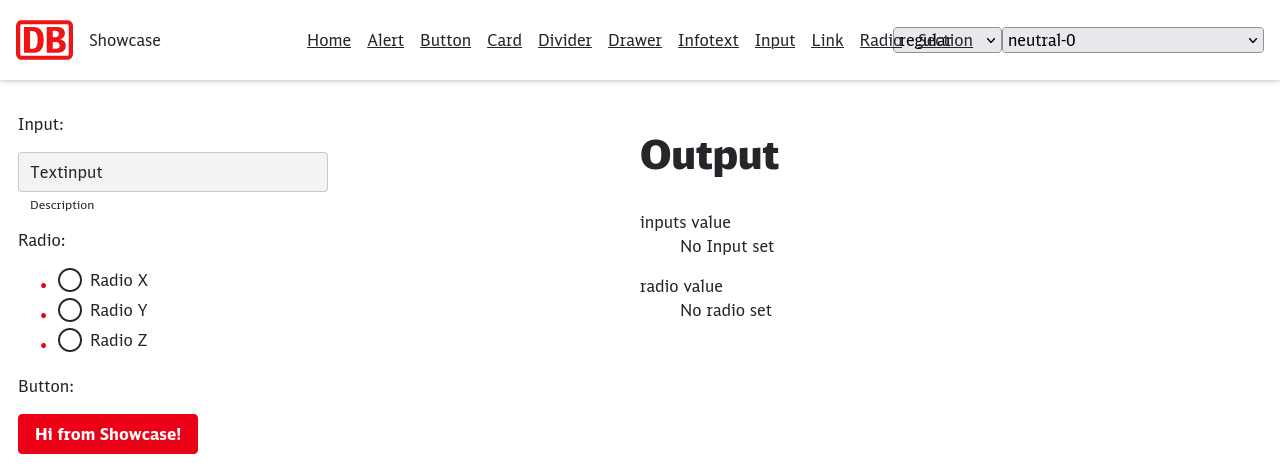 DB Showcase Home Alert Button Card Divider Drawer Infotext Input Link Radio Section regular neutral-0
Input:
Textinput
Description
Radio:
Radio X
Radio Y
Radio Z
Button:
Hi from Showcase!
Output
inputs value
No Input set
radio value
No radio set